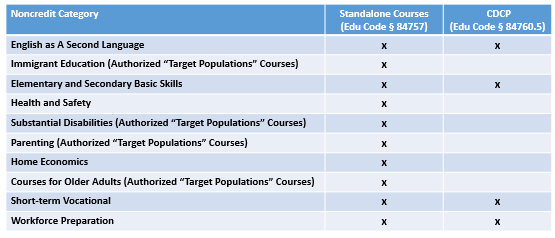 Noncredit Category Standalone Courses CDCP
(Edu Code § 84757) (Edu Code § 84760.5)
English as A Second Language x x
Immigrant Education (Authorized “Target Populations” Courses) x
Elementary and Secondary Basic Skills x x
Health and Safety x
Substantial Disabilities (Authorized “Target Populations” Courses) x
Parenting (Authorized “Target Populations” Courses) x
Home Economics x
Courses for Older Adults (Authorized “Target Populations” Courses) x
Short-term Vocational x x
Workforce Preparation x x